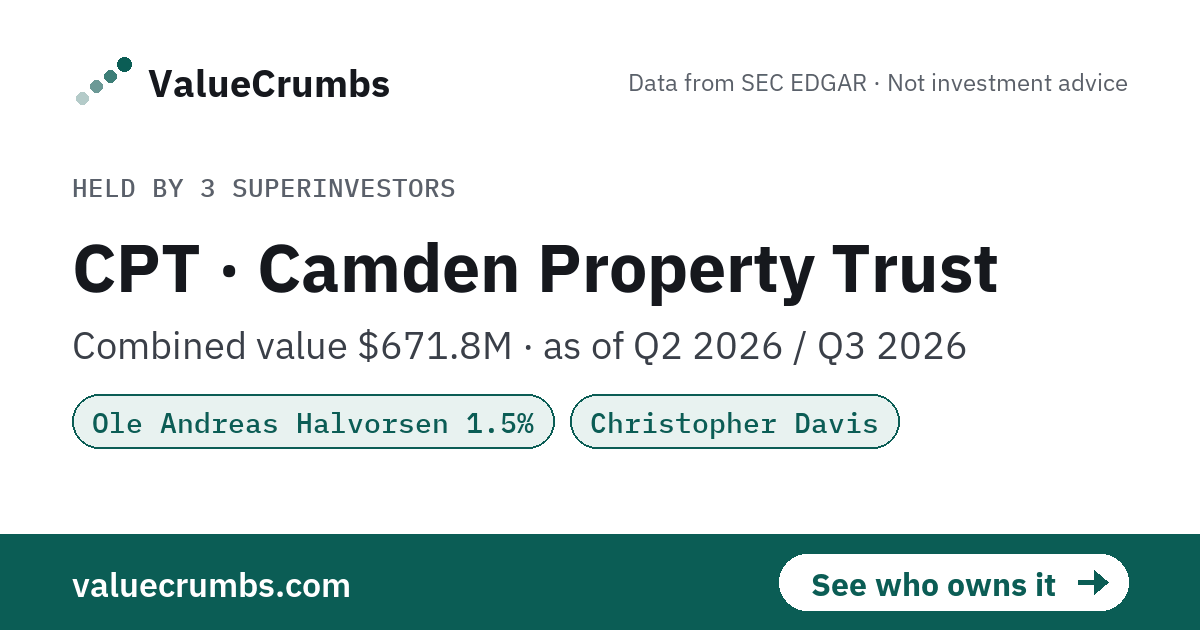 ValueCrumbs
Data from SEC EDGAR · Not investment advice
HELD BY 3 SUPERINVESTORS
CPT · Camden Property Trust
Combined value $671.8M · as of Q2 2026 / Q3 2026
Ole Andreas Halvorsen 1.5%
Christopher Davis
valuecrumbs.com
See who owns it